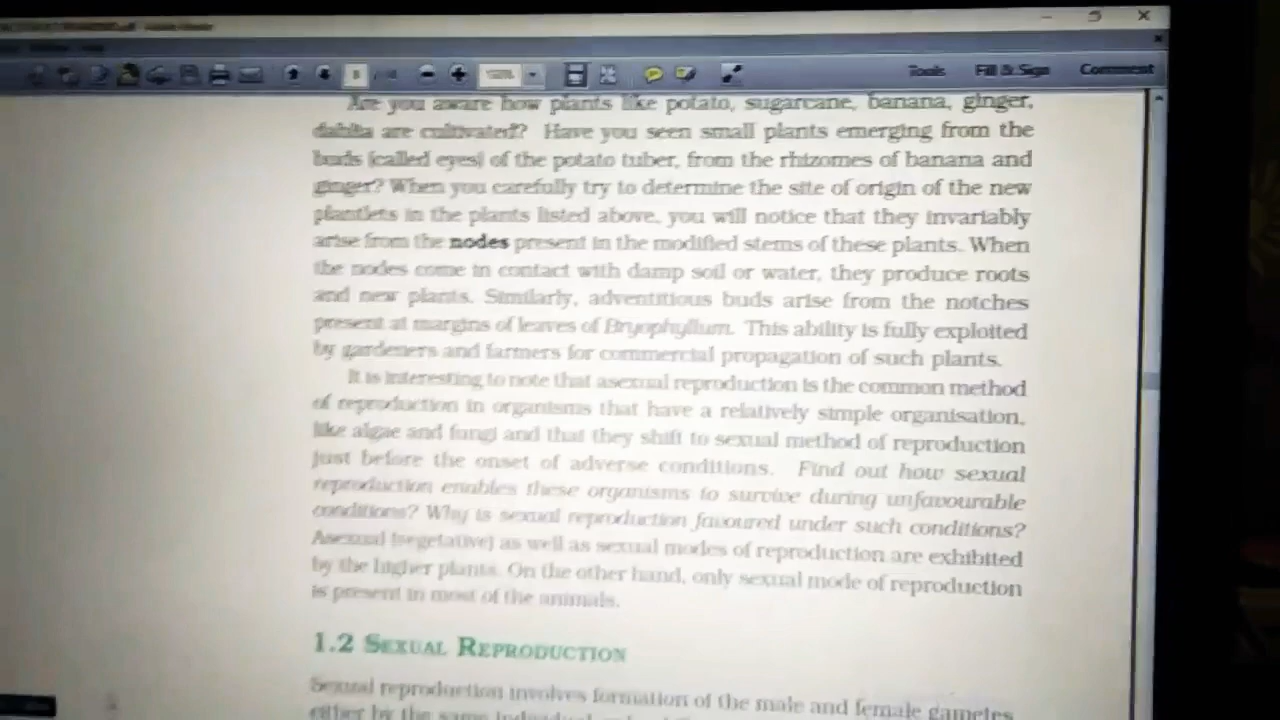 Tools Fill & Sign Comment
Are you aware how plants like potato, sugarcane, banana, ginger,
dahlia are cultivated? Have you seen small plants emerging from the
buds (called eyes) of the potato tuber, from the rhizomes of banana and
ginger? When you carefully try to determine the site of origin of the new
plantlets in the plants listed above, you will notice that they invariably
arise from the nodes present in the modified stems of these plants. When
the nodes come in contact with damp soil or water, they produce roots
and new plants. Similarly, adventitious buds arise from the notches
present at margins of leaves of Bryophyllum. This ability is fully exploited
by gardeners and farmers for commercial propagation of such plants.
It is interesting to note that asexual reproduction is the common method
of reproduction in organisms that have a relatively simple organisation,
like algae and fungi and that they shift to sexual method of reproduction
just before the onset of adverse conditions. Find out how sexual
reproduction enables these organisms to survive during unfavourable
conditions? Why is sexual reproduction favoured under such conditions?
Asexual (vegetative) as well as sexual modes of reproduction are exhibited
by the higher plants. On the other hand, only sexual mode of reproduction
is present in most of the animals.
1.2 SEXUAL REPRODUCTION
Sexual reproduction involves formation of the male and female gametes
either by the same individual